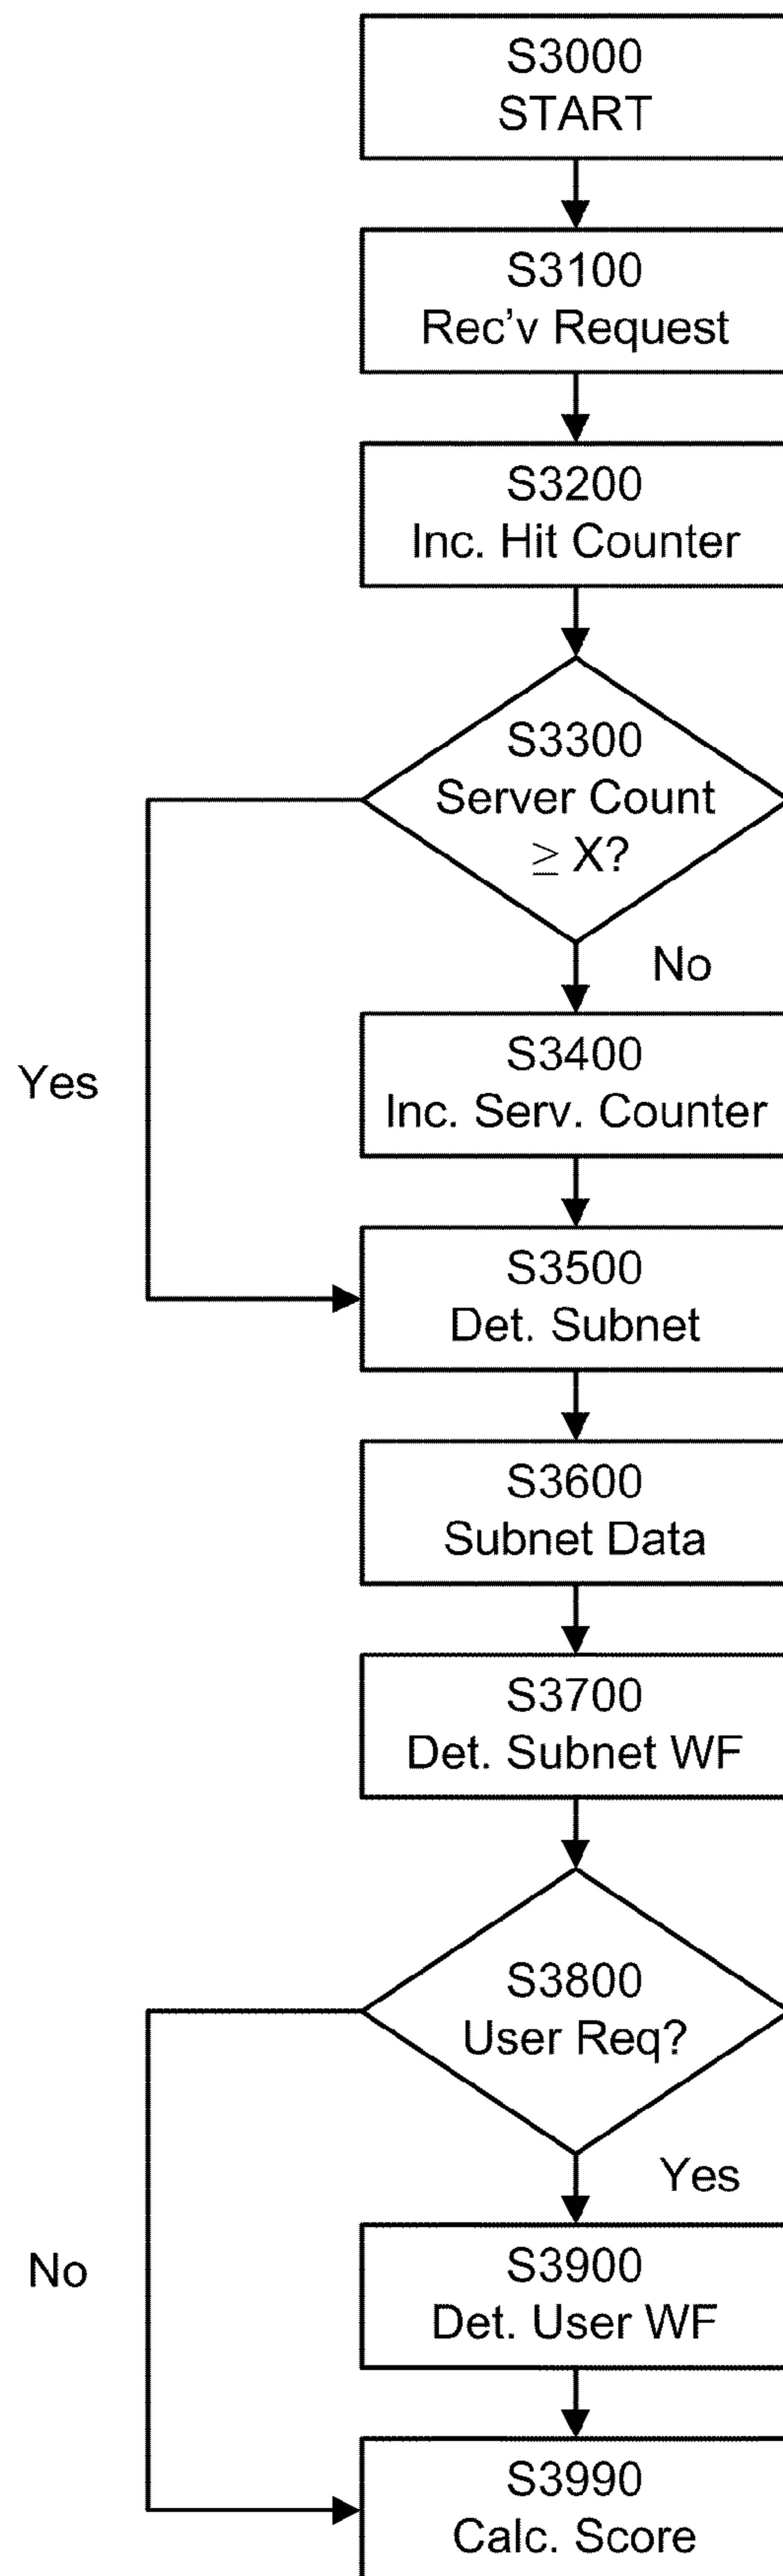 S3000
START
S3100
Rec'v Request
S3200
Inc. Hit Counter
S3300
Server Count
≥ X?
No
Yes
S3400
Inc. Serv. Counter
S3500
Det. Subnet
S3600
Subnet Data
S3700
Det. Subnet WF
S3800
User Req?
Yes
No
S3900
Det. User WF
S3990
Calc. Score